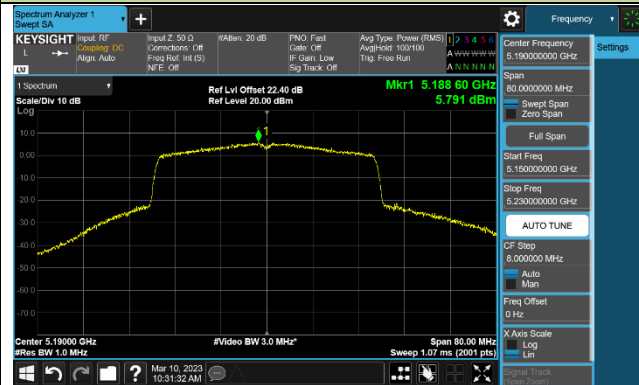 Spectrum Analyzer 1
Swept SA
Frequency
KEYSIGHT
Input: RF
Coupling: DC
Align: Auto
Input Z: 50 Ω
Corrections: Off
Freq Ref: Int (S)
NFE: Off
#Atten: 20 dB
PNO: Fast
Gate: Off
IF Gain: Low
Sig Track: Off
Avg Type: Power (RMS)
Avg|Hold: 100/100
Trig: Free Run
1 2 3 4 5 6
A W W W W W
A N N N N N
L
LXI
1 Spectrum
Scale/Div 10 dB
Log
Ref Lvl Offset 22.40 dB
Ref Level 20.00 dBm
Mkr1 5.188 60 GHz
5.791 dBm
1
10.0
0.00
-10.0
-20.0
-30.0
-40.0
-50.0
-60.0
-70.0
Center 5.19000 GHz
#Res BW 1.0 MHz
#Video BW 3.0 MHz*
Span 80.00 MHz
Sweep 1.07 ms (2001 pts)
Mar 10, 2023
10:31:32 AM
Center Frequency
5.190000000 GHz
Settings
Span
80.0000000 MHz
Swept Span
Zero Span
Full Span
Start Freq
5.150000000 GHz
Stop Freq
5.230000000 GHz
AUTO TUNE
CF Step
8.000000 MHz
Auto
Man
Freq Offset
0 Hz
X Axis Scale
Log
Lin
Signal Track
(Span Zoom)